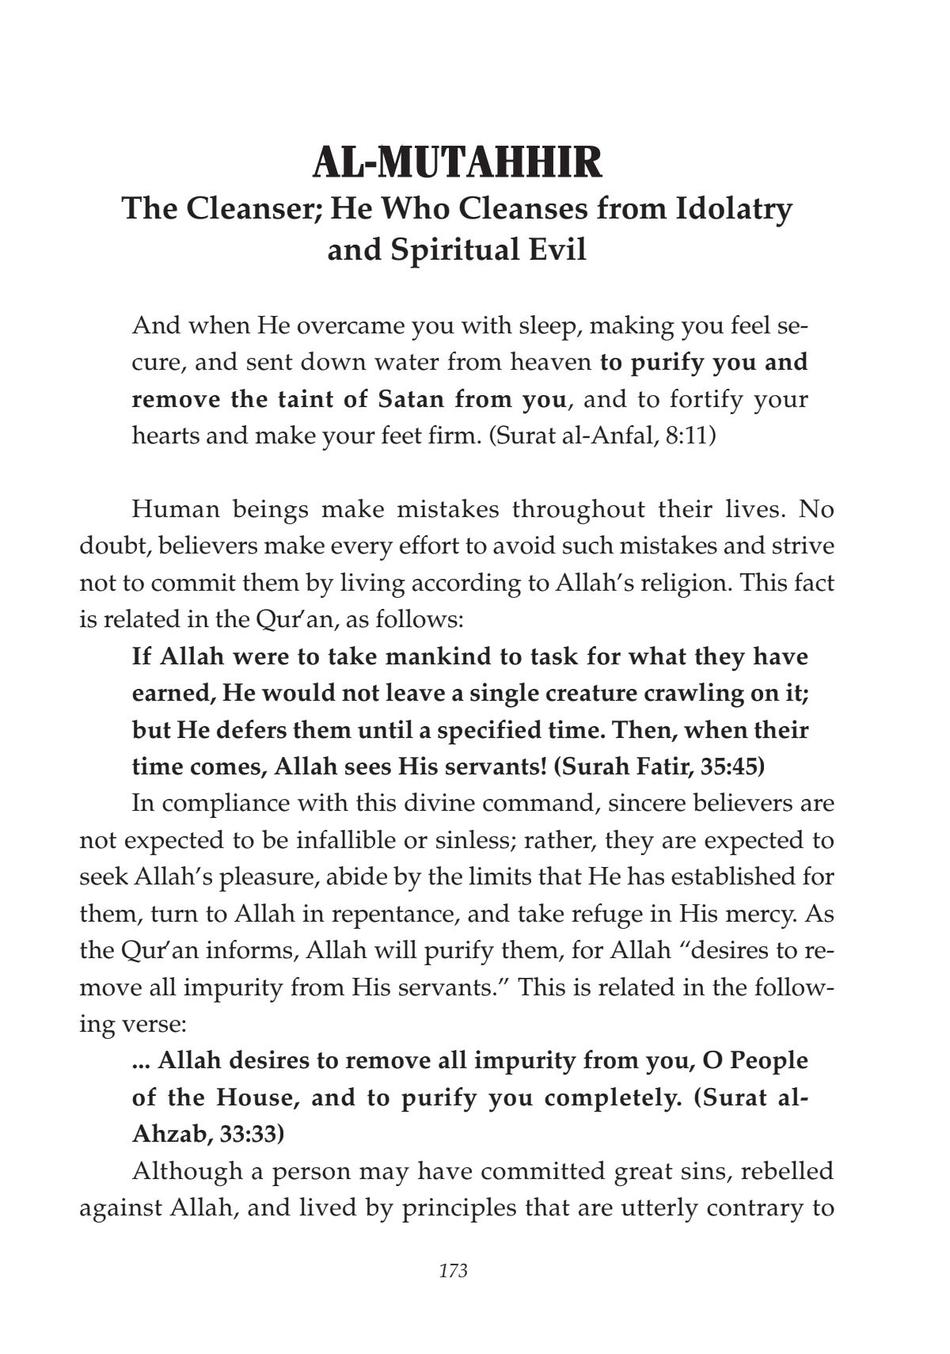 AL-MUTAHHIR
The Cleanser; He Who Cleanses from Idolatry
and Spiritual Evil
And when He overcame you with sleep, making you feel se-
cure, and sent down water from heaven to purify you and
remove the taint of Satan from you, and to fortify your
hearts and make your feet firm. (Surat al-Anfal, 8:11)
Human beings make mistakes throughout their lives. No
doubt, believers make every effort to avoid such mistakes and strive
not to commit them by living according to Allah’s religion. This fact
is related in the Qur’an, as follows:
If Allah were to take mankind to task for what they have
earned, He would not leave a single creature crawling on it;
but He defers them until a specified time. Then, when their
time comes, Allah sees His servants! (Surah Fatir, 35:45)
In compliance with this divine command, sincere believers are
not expected to be infallible or sinless; rather, they are expected to
seek Allah’s pleasure, abide by the limits that He has established for
them, turn to Allah in repentance, and take refuge in His mercy. As
the Qur’an informs, Allah will purify them, for Allah “desires to re-
move all impurity from His servants.” This is related in the follow-
ing verse:
... Allah desires to remove all impurity from you, O People
of the House, and to purify you completely. (Surat al-
Ahzab, 33:33)
Although a person may have committed great sins, rebelled
against Allah, and lived by principles that are utterly contrary to
173